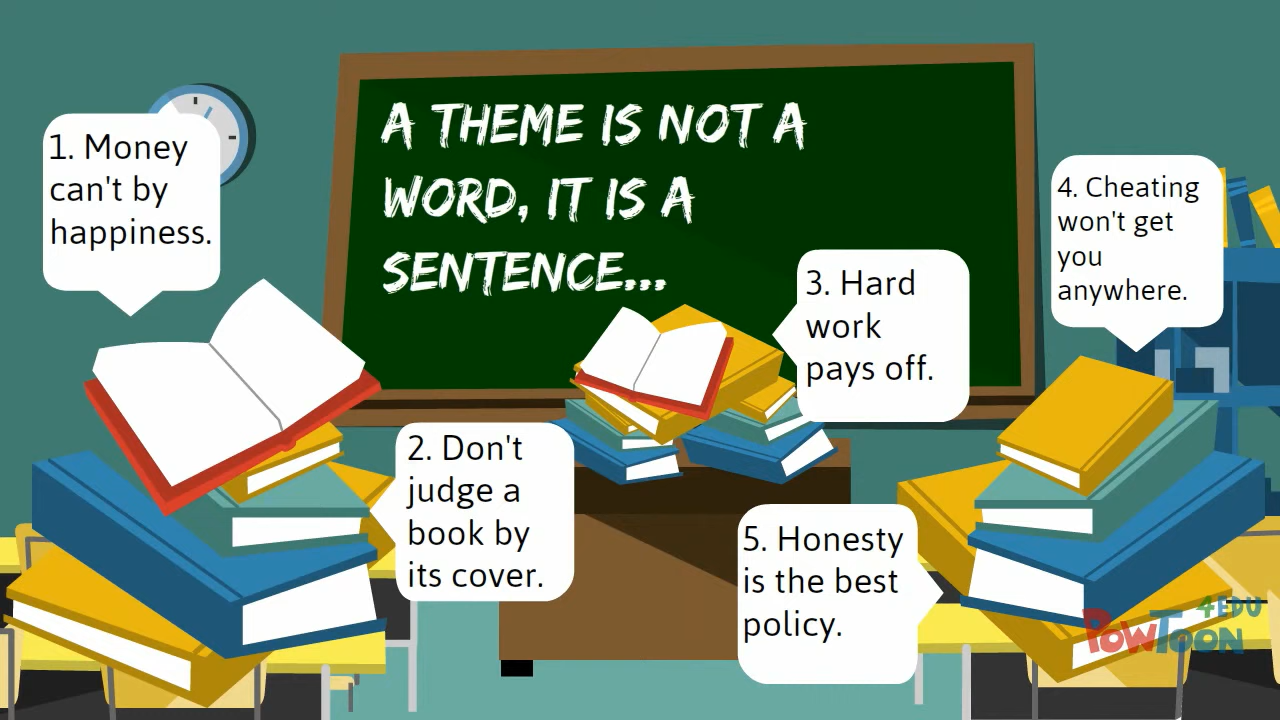 A THEME IS NOT A
WORD, IT IS A
SENTENCE...
1. Money
can't by
happiness.
2. Don't
judge a
book by
its cover.
3. Hard
work
pays off.
4. Cheating
won't get
you
anywhere.
5. Honesty
is the best
policy.
4EDU
POWTOON